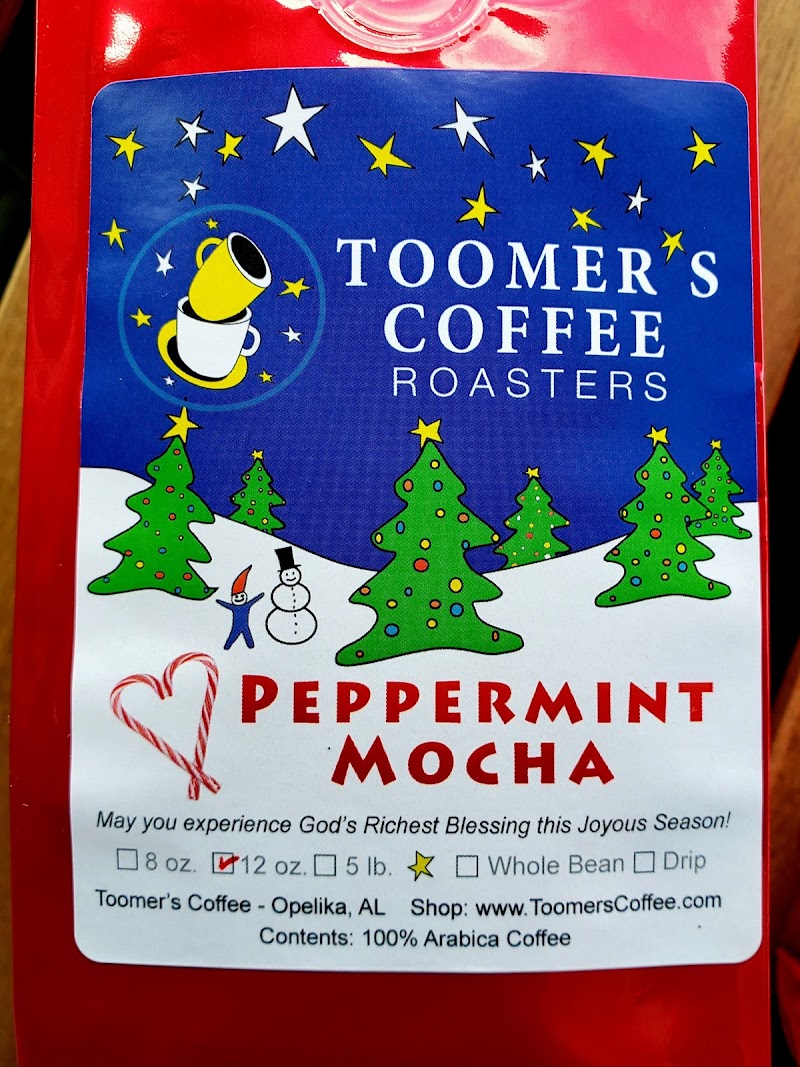 TOOMER'S
COFFEE
ROASTERS
PEPPERMINT
MOCHA
May you experience God's Richest Blessing this Joyous Season!
☐ 8 oz. ☑ 12 oz. ☐ 5 lb. ☐ Whole Bean ☐ Drip
Toomer's Coffee - Opelika, AL Shop: www.ToomersCoffee.com
Contents: 100% Arabica Coffee